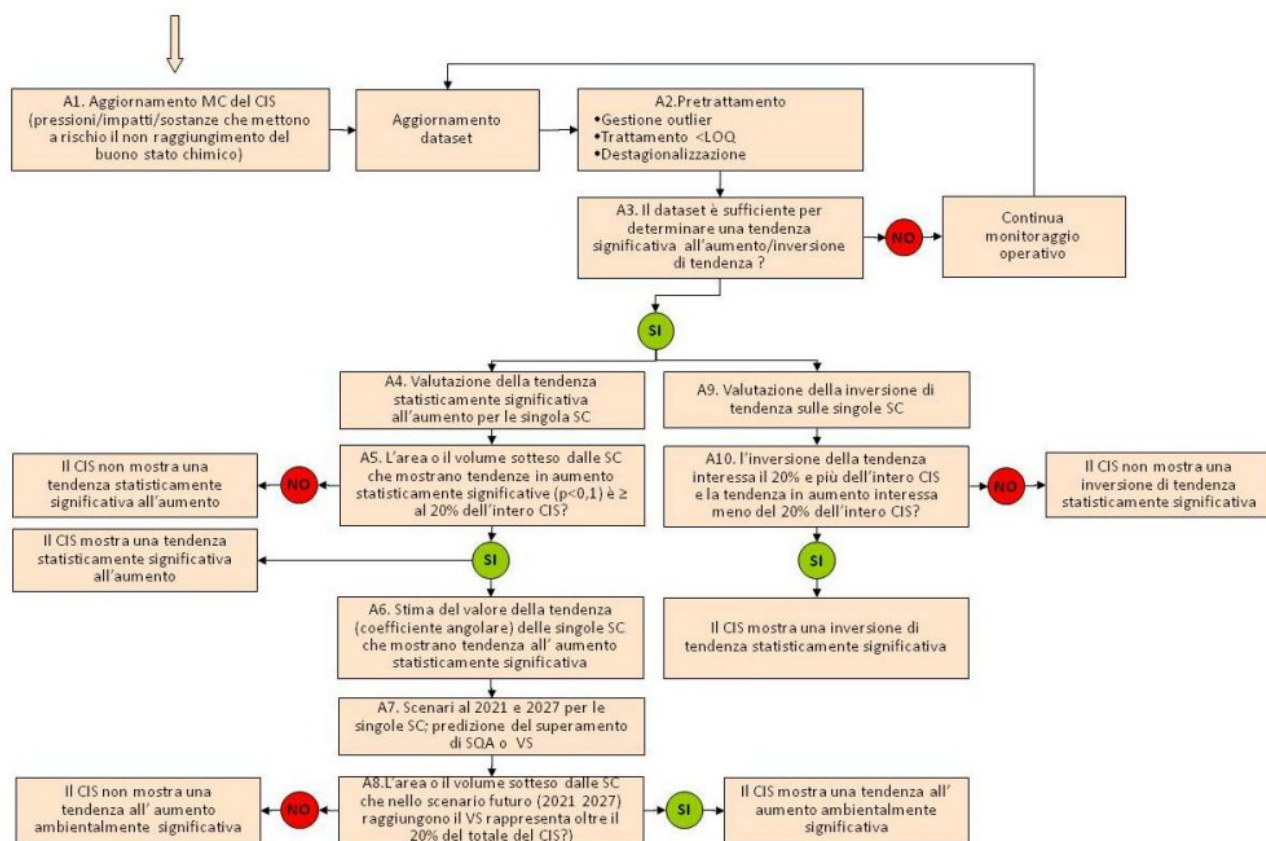 A1. Aggiornamento MC del CIS
(pressioni/impatti/sostanze che mettono
a rischio il non raggiungimento del
buono stato chimico)
Aggiornamento
dataset
A2.Pretrattamento
•Gestione outlier
•Trattamento <LOQ
•Destagionalizzazione
A3. Il dataset è sufficiente per
determinare una tendenza
significativa all'aumento/inversione
di tendenza ?
NO
Continua
monitoraggio
operativo
SI
A4. Valutazione della tendenza
statisticamente significativa
all'aumento per le singola SC
A9. Valutazione della inversione di
tendenza sulle singole SC
Il CIS non mostra una
tendenza statisticamente
significativa all'aumento
NO
A5. L'area o il volume sotteso dalle SC
che mostrano tendenze in aumento
statisticamente significative (p<0,1) è ≥
al 20% dell'intero CIS?
A10. l'inversione della tendenza
interessa il 20% e più dell'intero CIS
e la tendenza in aumento interessa
meno del 20% dell'intero CIS?
NO
Il CIS non mostra una
inversione di tendenza
statisticamente significativa
Il CIS mostra una tendenza
statisticamente significativa
all'aumento
SI
SI
A6. Stima del valore della tendenza
(coefficiente angolare) delle singole SC
che mostrano tendenza all' aumento
statisticamente significativa
Il CIS mostra una inversione di
tendenza statisticamente significativa
A7. Scenari al 2021 e 2027 per le
singole SC; predizione del superamento
di SQA o VS
Il CIS non mostra una
tendenza all' aumento
ambientalmente significativa
NO
A8.L'area o il volume sotteso dalle SC
che nello scenario futuro (2021 2027)
raggiungono il VS rappresenta oltre il
20% del totale del CIS?)
SI
Il CIS mostra una tendenza all'
aumento ambientalmente
significativa